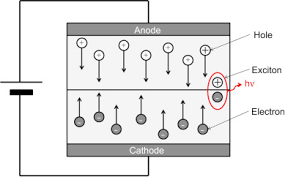 Anode
Hole
Exciton
hν
Electron
Cathode